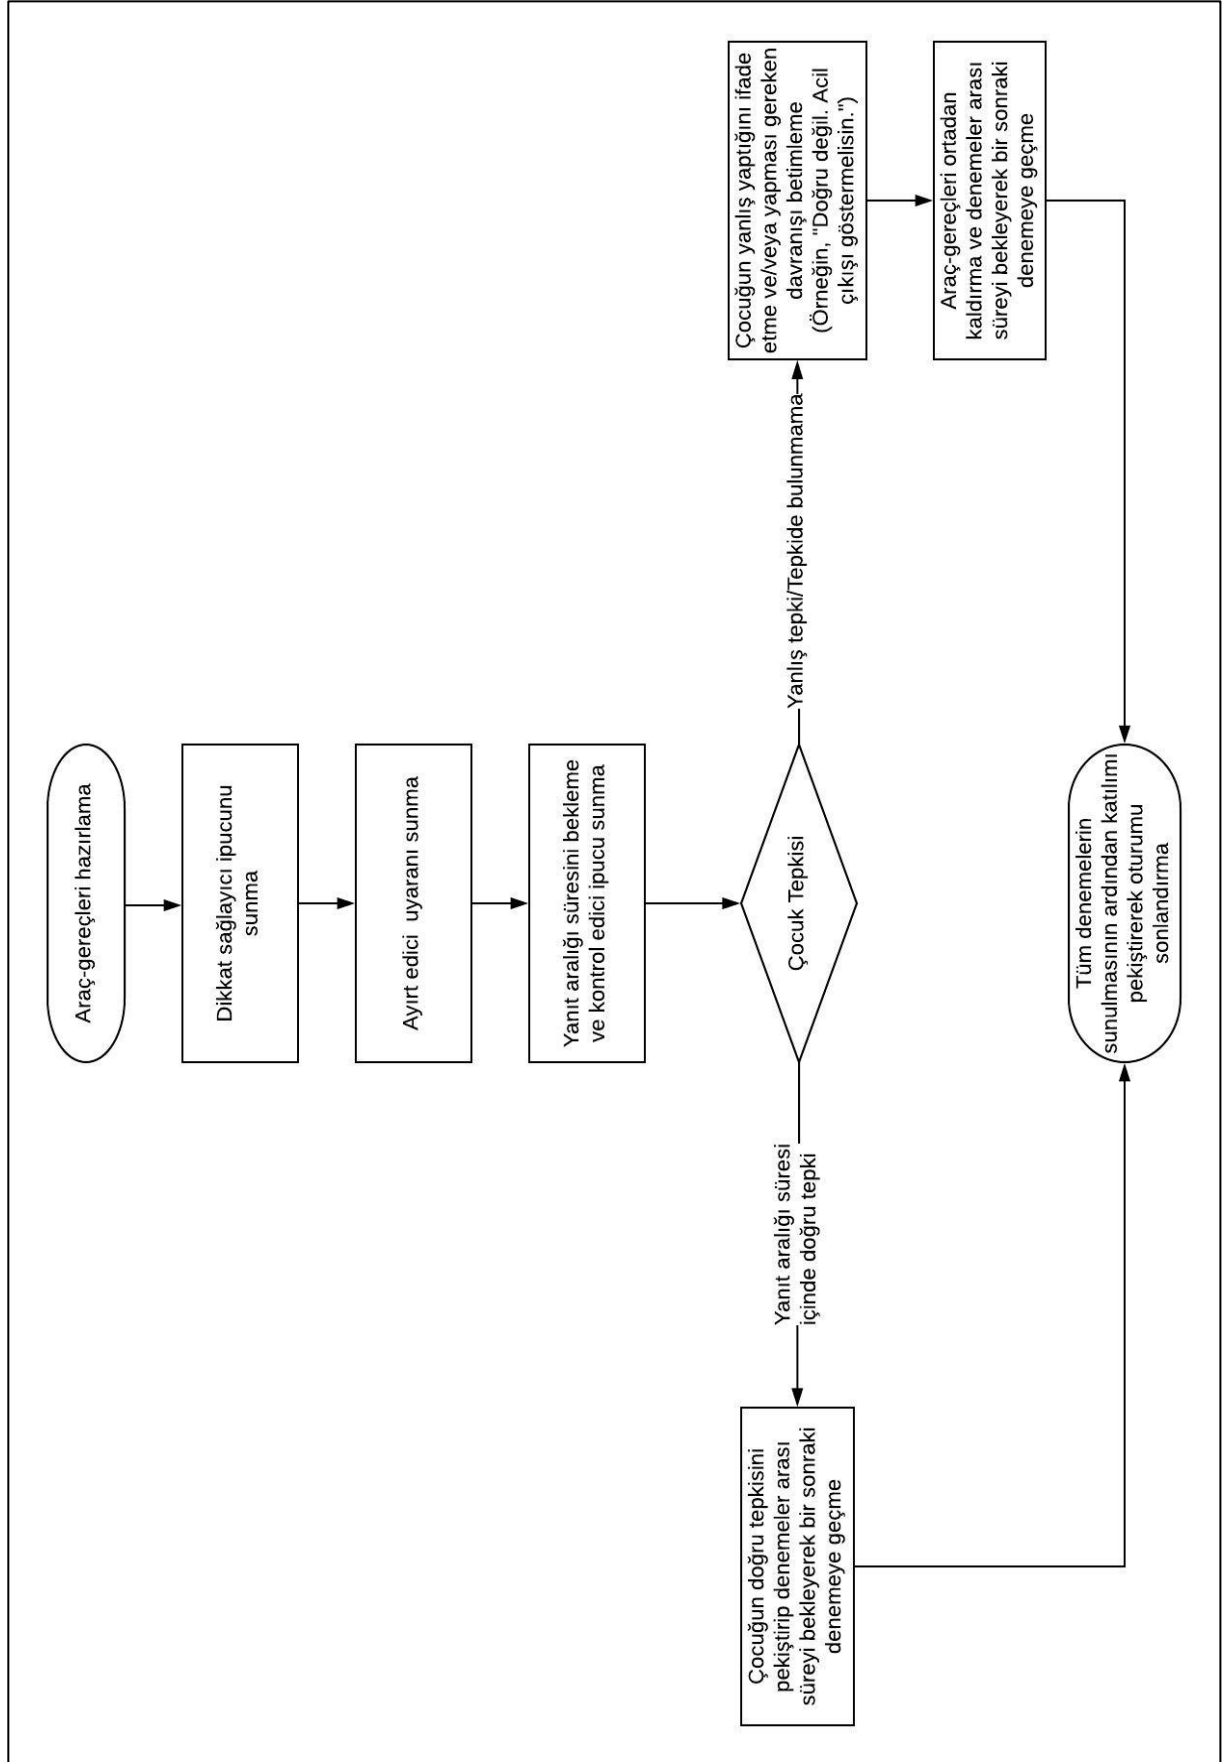 Araç-gereçleri hazırlama
Dikkat sağlayıcı ipucunu
sunma
Ayırt edici uyaranı sunma
Yanıt aralığı süresini bekleme
ve kontrol edici ipucu sunma
Çocuk Tepkisi
Yanıt aralığı süresi
içinde doğru tepki
Çocuğun doğru tepkisini
pekiştirip denemeler arası
süreyi bekleyerek bir sonraki
denemeye geçme
Yanlış tepki/Tepkide bulunmama
Çocuğun yanlış yaptığını ifade
etme ve/veya yapması gereken
davranışı betimleme
(Örneğin, "Doğru değil. Acil
çıkışı göstermelisin.")
Araç-gereçleri ortadan
kaldırma ve denemeler arası
süreyi bekleyerek bir sonraki
denemeye geçme
Tüm denemelerin
sunulmasının ardından katılımı
pekiştirerek oturumu
sonlandırma